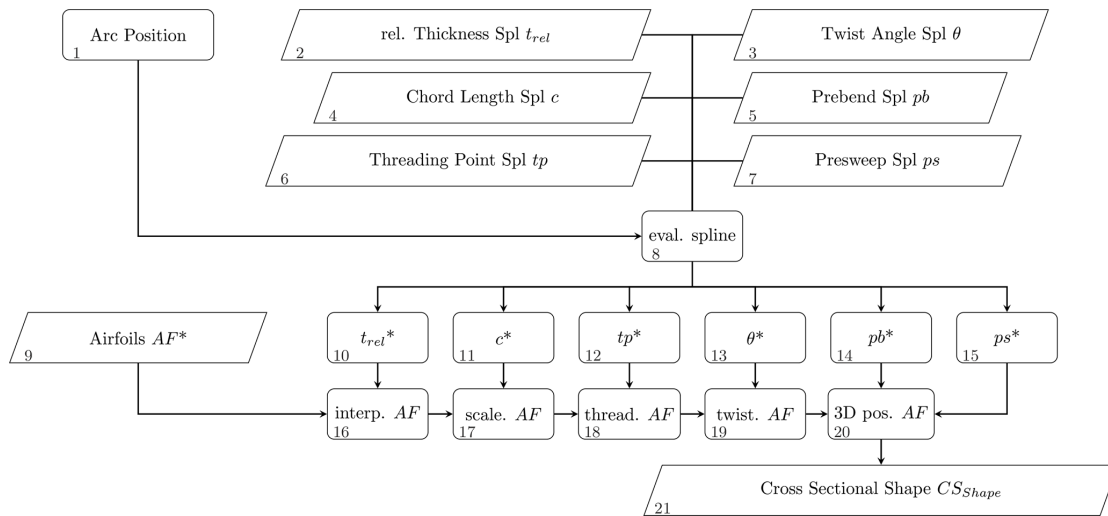 Arc Position
1
rel. Thickness Spl t_rel
2
Twist Angle Spl θ
3
Chord Length Spl c
4
Prebend Spl pb
5
Threading Point Spl tp
6
Presweep Spl ps
7
eval. spline
8
Airfoils AF*
9
t_rel*
10
c*
11
tp*
12
θ*
13
pb*
14
ps*
15
interp. AF
16
scale. AF
17
thread. AF
18
twist. AF
19
3D pos. AF
20
Cross Sectional Shape CS_Shape
21